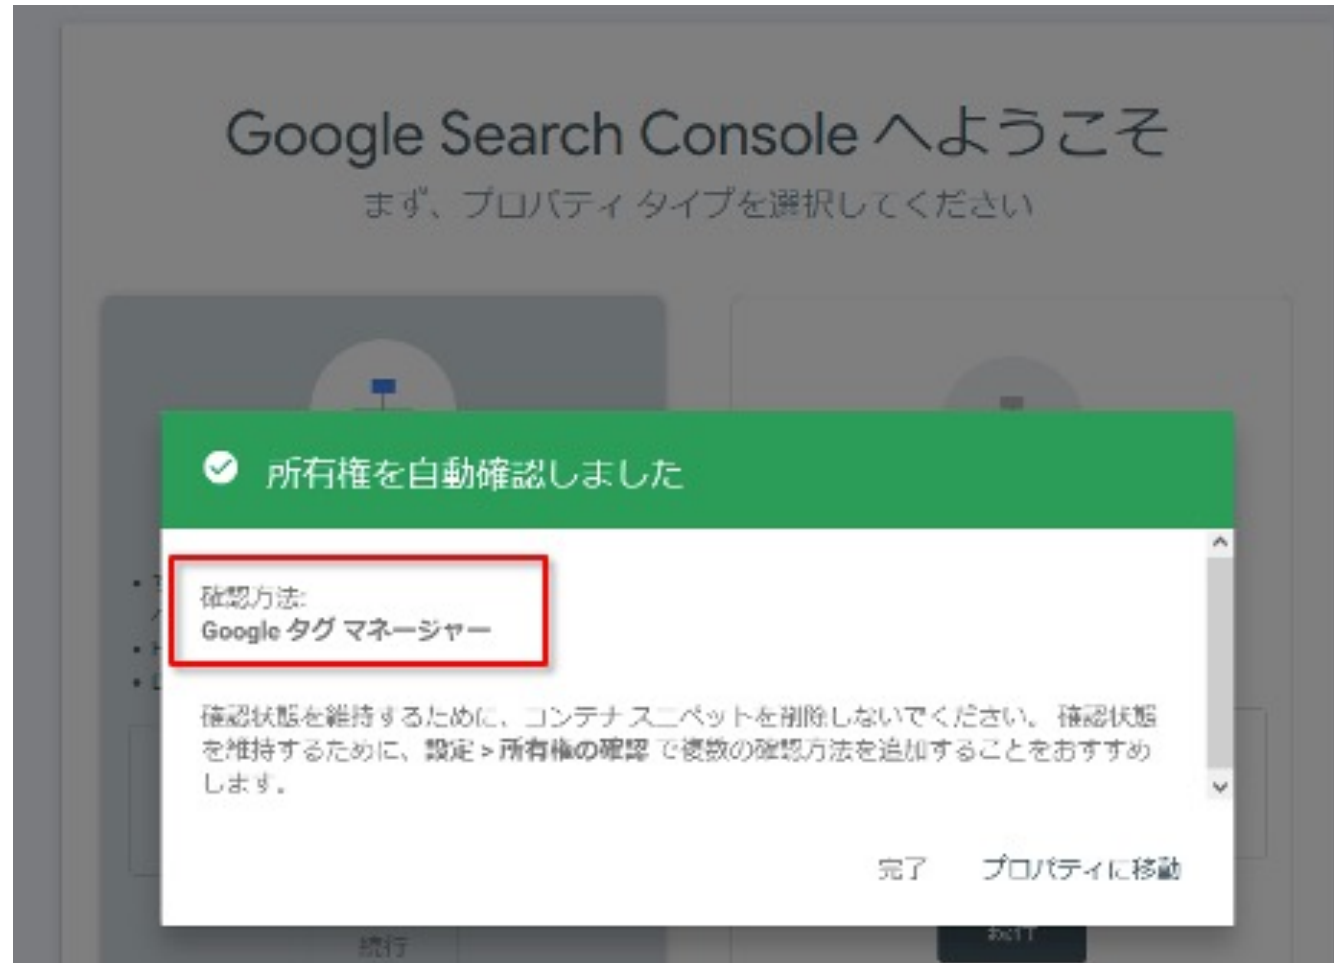 Google Search Console へようこそ
まず、プロパティ タイプを選択してください
所有権を自動確認しました
確認方法:
Google タグ マネージャー
確認状態を維持するために、コンテナ スニペットを削除しないでください。 確認状態
を維持するために、設定 > 所有権の確認 で複数の確認方法を追加することをおすすめ
します。
完了 プロパティに移動
続行
続行